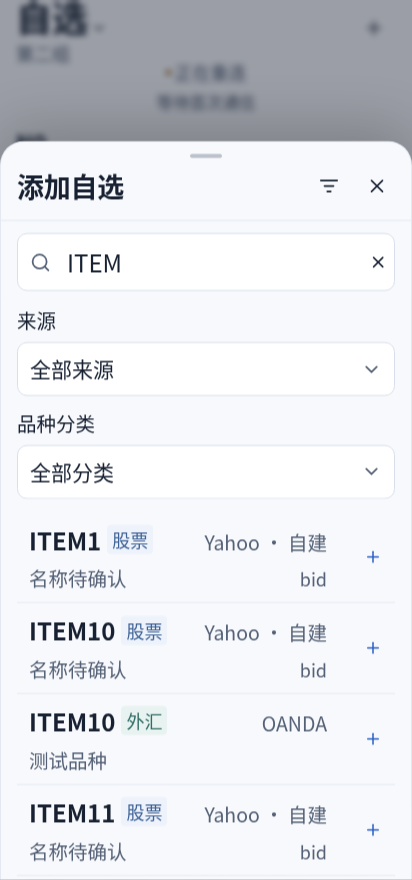 自选
第二组
正在重连
等待首次通信
添加自选
ITEM
来源
全部来源
品种分类
全部分类
ITEM1 股票 Yahoo · 自建
名称待确认 bid
ITEM10 股票 Yahoo · 自建
名称待确认 bid
ITEM10 外汇 OANDA
测试品种
ITEM11 股票 Yahoo · 自建
名称待确认 bid